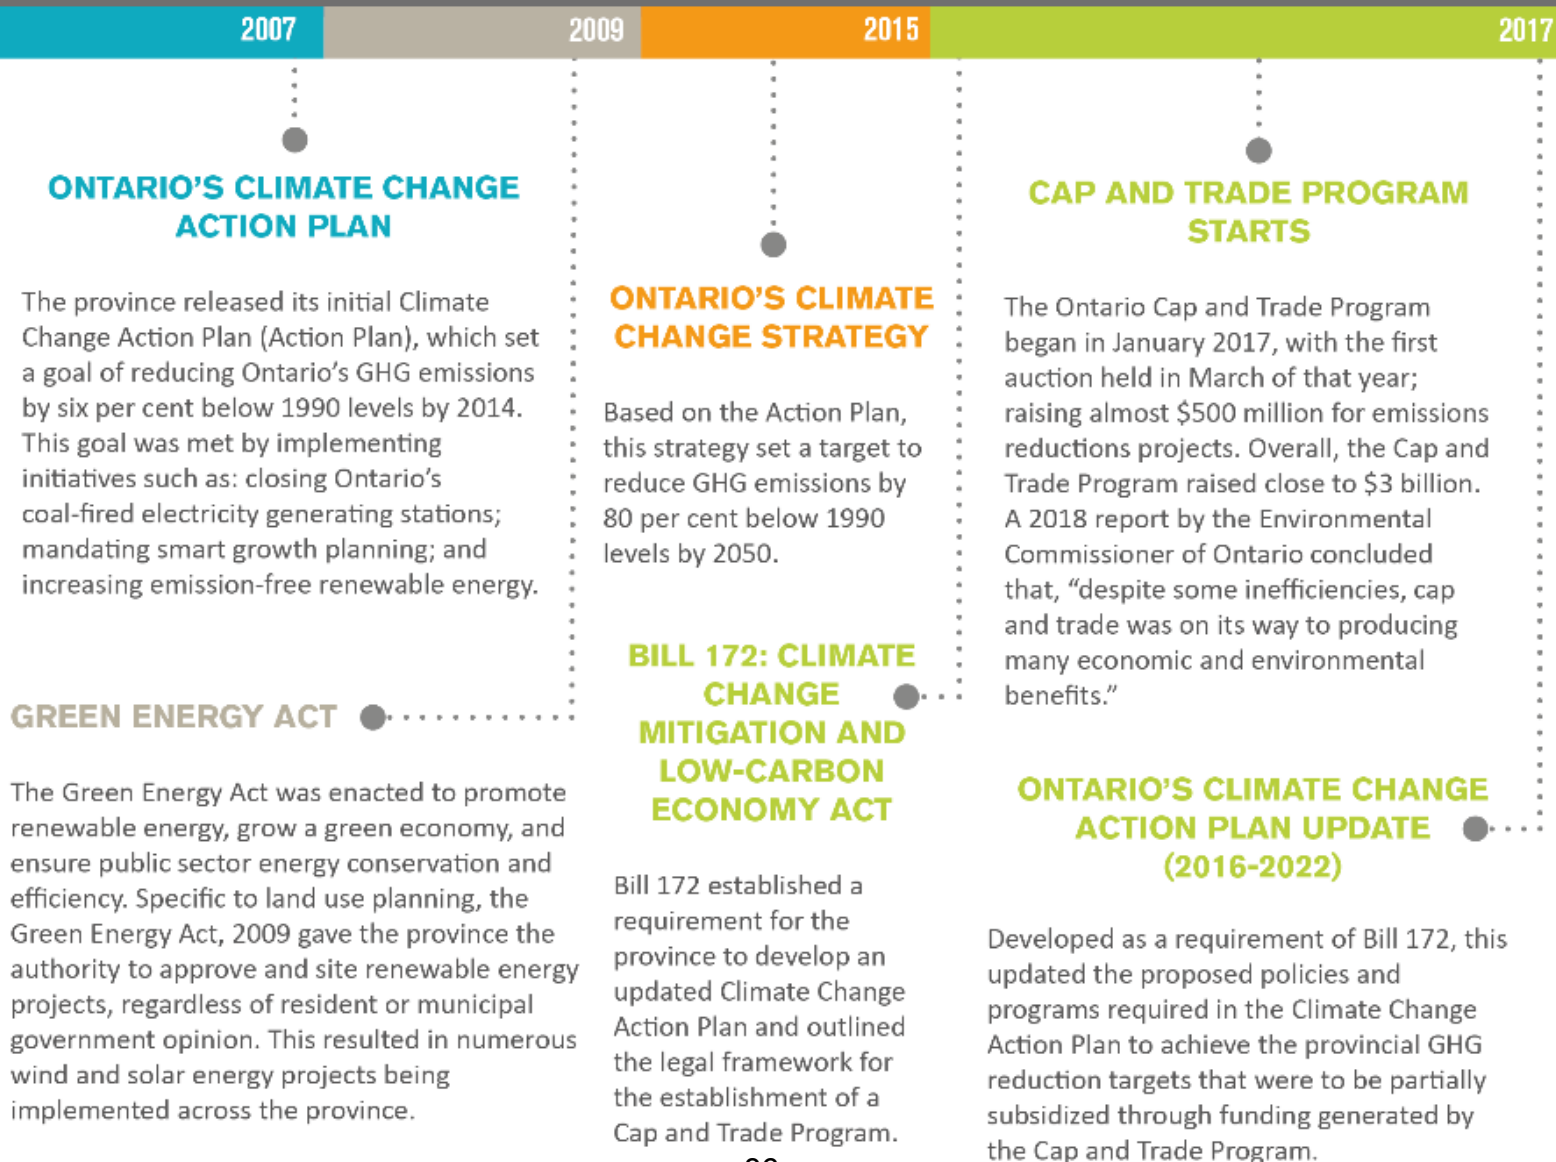 2007
2009
2015
2017
ONTARIO'S CLIMATE CHANGE
ACTION PLAN
The province released its initial Climate
Change Action Plan (Action Plan), which set
a goal of reducing Ontario's GHG emissions
by six per cent below 1990 levels by 2014.
This goal was met by implementing
initiatives such as: closing Ontario's
coal-fired electricity generating stations;
mandating smart growth planning; and
increasing emission-free renewable energy.
GREEN ENERGY ACT
The Green Energy Act was enacted to promote
renewable energy, grow a green economy, and
ensure public sector energy conservation and
efficiency. Specific to land use planning, the
Green Energy Act, 2009 gave the province the
authority to approve and site renewable energy
projects, regardless of resident or municipal
government opinion. This resulted in numerous
wind and solar energy projects being
implemented across the province.
ONTARIO'S CLIMATE
CHANGE STRATEGY
Based on the Action Plan,
this strategy set a target to
reduce GHG emissions by
80 per cent below 1990
levels by 2050.
BILL 172: CLIMATE
CHANGE
MITIGATION AND
LOW-CARBON
ECONOMY ACT
Bill 172 established a
requirement for the
province to develop an
updated Climate Change
Action Plan and outlined
the legal framework for
the establishment of a
Cap and Trade Program.
CAP AND TRADE PROGRAM
STARTS
The Ontario Cap and Trade Program
began in January 2017, with the first
auction held in March of that year;
raising almost $500 million for emissions
reductions projects. Overall, the Cap and
Trade Program raised close to $3 billion.
A 2018 report by the Environmental
Commissioner of Ontario concluded
that, "despite some inefficiencies, cap
and trade was on its way to producing
many economic and environmental
benefits."
ONTARIO'S CLIMATE CHANGE
ACTION PLAN UPDATE
(2016-2022)
Developed as a requirement of Bill 172, this
updated the proposed policies and
programs required in the Climate Change
Action Plan to achieve the provincial GHG
reduction targets that were to be partially
subsidized through funding generated by
the Cap and Trade Program.